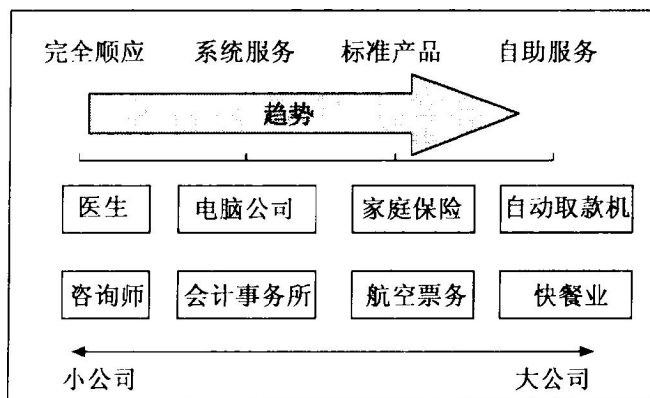 完全顺应 系统服务 标准产品 自助服务
趋势
医生 电脑公司 家庭保险 自动取款机
咨询师 会计事务所 航空票务 快餐业
小公司 大公司